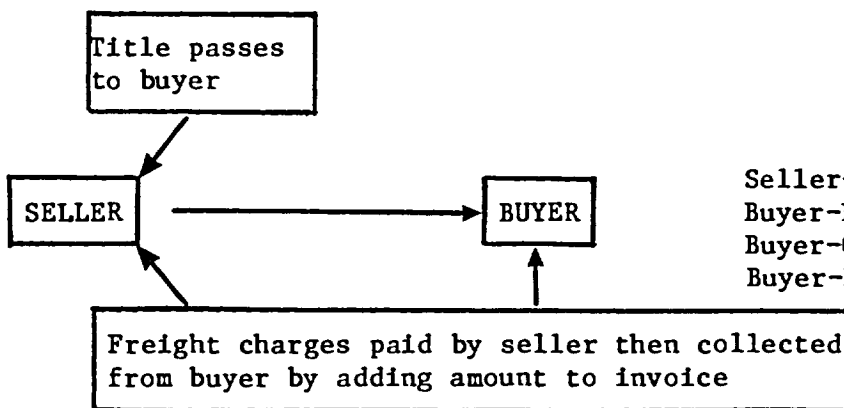 Title passes
to buyer
SELLER
BUYER
Seller-
Buyer-
Buyer-
Buyer-
Freight charges paid by seller then collected
from buyer by adding amount to invoice